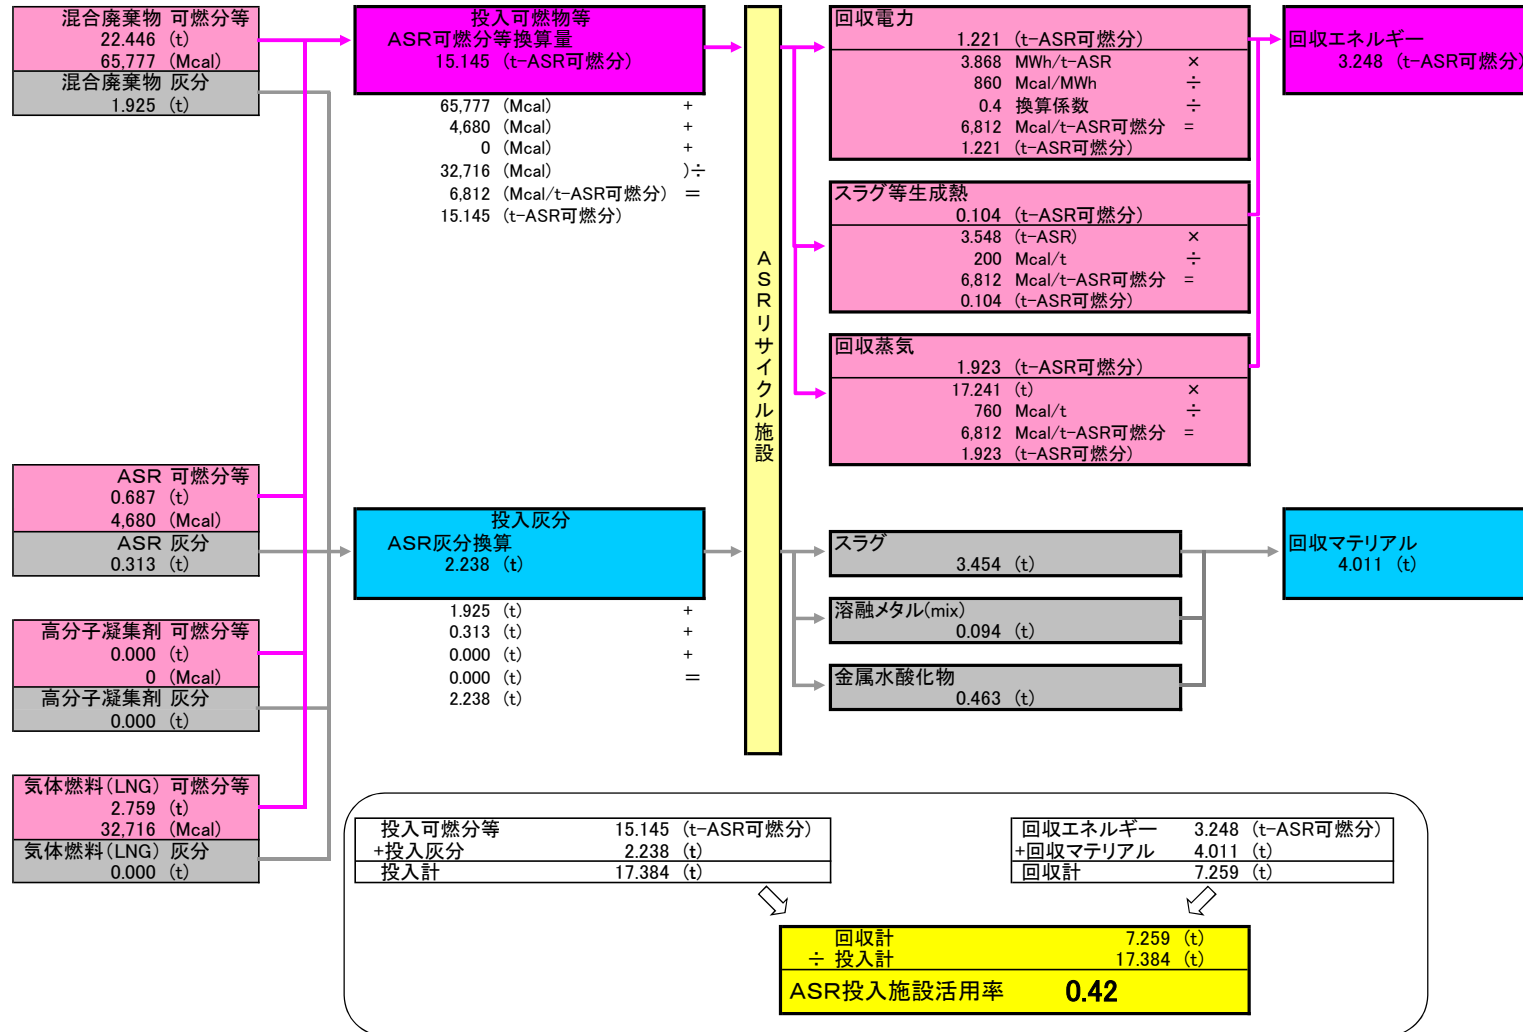 混合廃棄物 可燃分等
22.446 (t)
65,777 (Mcal)
混合廃棄物 灰分
1.925 (t)
ASR 可燃分等
0.687 (t)
4,680 (Mcal)
ASR 灰分
0.313 (t)
高分子凝集剤 可燃分等
0.000 (t)
0 (Mcal)
高分子凝集剤 灰分
0.000 (t)
気体燃料(LNG) 可燃分等
2.759 (t)
32,716 (Mcal)
気体燃料(LNG) 灰分
0.000 (t)
投入可燃物等
ASR可燃分等換算量
15.145 (t-ASR可燃分)
65,777 (Mcal) +
4,680 (Mcal) +
0 (Mcal) +
32,716 (Mcal) )÷
6,812 (Mcal/t-ASR可燃分) =
15.145 (t-ASR可燃分)
投入灰分
ASR灰分換算
2.238 (t)
1.925 (t) +
0.313 (t) +
0.000 (t) +
0.000 (t) =
2.238 (t)
ASRリサイクル施設
回収電力
1.221 (t-ASR可燃分)
3.868 MWh/t-ASR ×
860 Mcal/MWh ÷
0.4 換算係数 ÷
6,812 Mcal/t-ASR可燃分 =
1.221 (t-ASR可燃分)
スラグ等生成熱
0.104 (t-ASR可燃分)
3.548 (t-ASR) ×
200 Mcal/t ÷
6,812 Mcal/t-ASR可燃分 =
0.104 (t-ASR可燃分)
回収蒸気
1.923 (t-ASR可燃分)
17.241 (t) ×
760 Mcal/t ÷
6,812 Mcal/t-ASR可燃分 =
1.923 (t-ASR可燃分)
スラグ
3.454 (t)
溶融メタル(mix)
0.094 (t)
金属水酸化物
0.463 (t)
回収エネルギー
3.248 (t-ASR可燃分)
回収マテリアル
4.011 (t)
投入可燃分等 15.145 (t-ASR可燃分)
+投入灰分 2.238 (t)
投入計 17.384 (t)
回収エネルギー 3.248 (t-ASR可燃分)
+回収マテリアル 4.011 (t)
回収計 7.259 (t)
回収計 7.259 (t)
÷ 投入計 17.384 (t)
ASR投入施設活用率 0.42